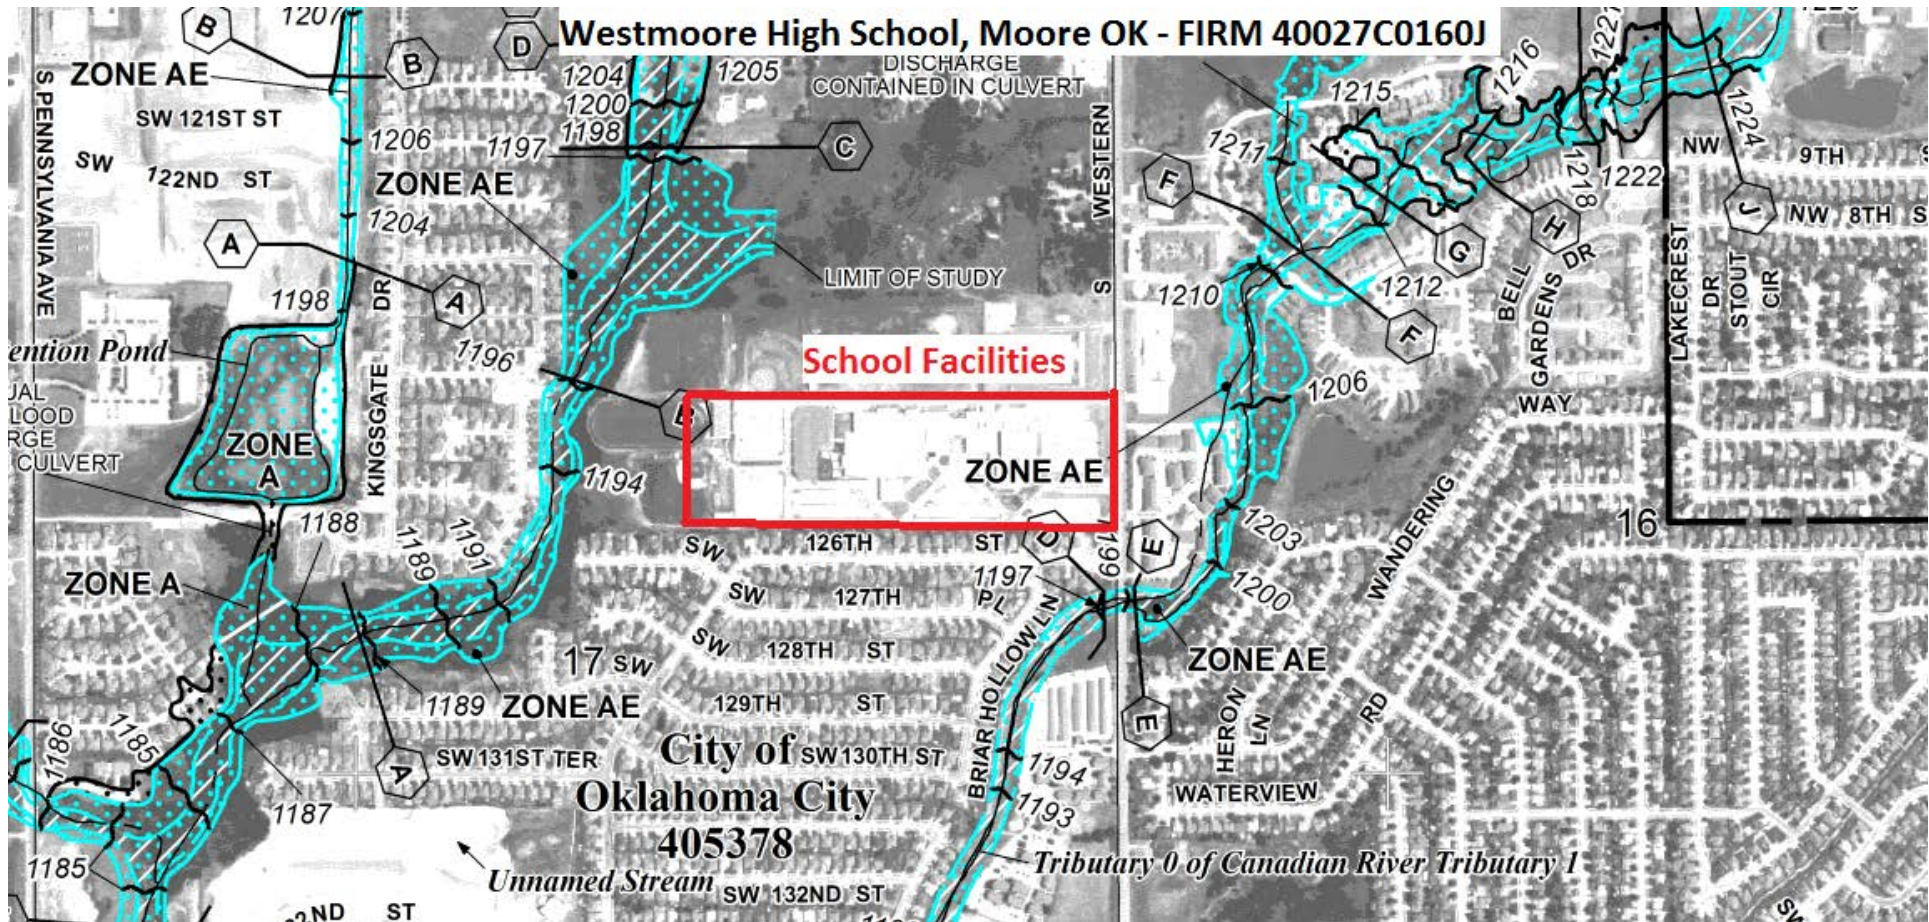 Westmoore High School, Moore OK - FIRM 40027C0160J
1207
B
B
D
ZONE AE
SW 121ST ST
SW 122ND ST
S PENNSYLVANIA AVE
1206
1204
A
A
1198
ention Pond
UAL
LOOD
RGE
CULVERT
ZONE
A
KINGSGATE DR
1204
1200
1198
1197
1205
ZONE AE
DISCHARGE
CONTAINED IN CULVERT
C
LIMIT OF STUDY
S WESTERN
1196
B
School Facilities
ZONE AE
1194
1191
1189
1188
ZONE A
1189
ZONE AE
A
1187
1186
1185
1185
17
SW 126TH ST
SW 127TH PL
SW 128TH ST
SW 129TH ST
SW 130TH ST
SW 131ST TER
SW 132ND ST
ST
City of
Oklahoma City
405378
Unnamed Stream
BRIAR HOLLOW LN
D
1197
199
E
E
1194
1193
Tributary 0 of Canadian River Tributary 1
ZONE AE
1200
1203
1206
1210
1211
1212
1215
1216
1218
1222
1224
F
F
G
H
J
BELL GARDENS DR
WAY
LAKECREST DR
STOUT CIR
NW 9TH S
NW 8TH S
16
WANDERING
RD
HERON LN
WATERVIEW
SW